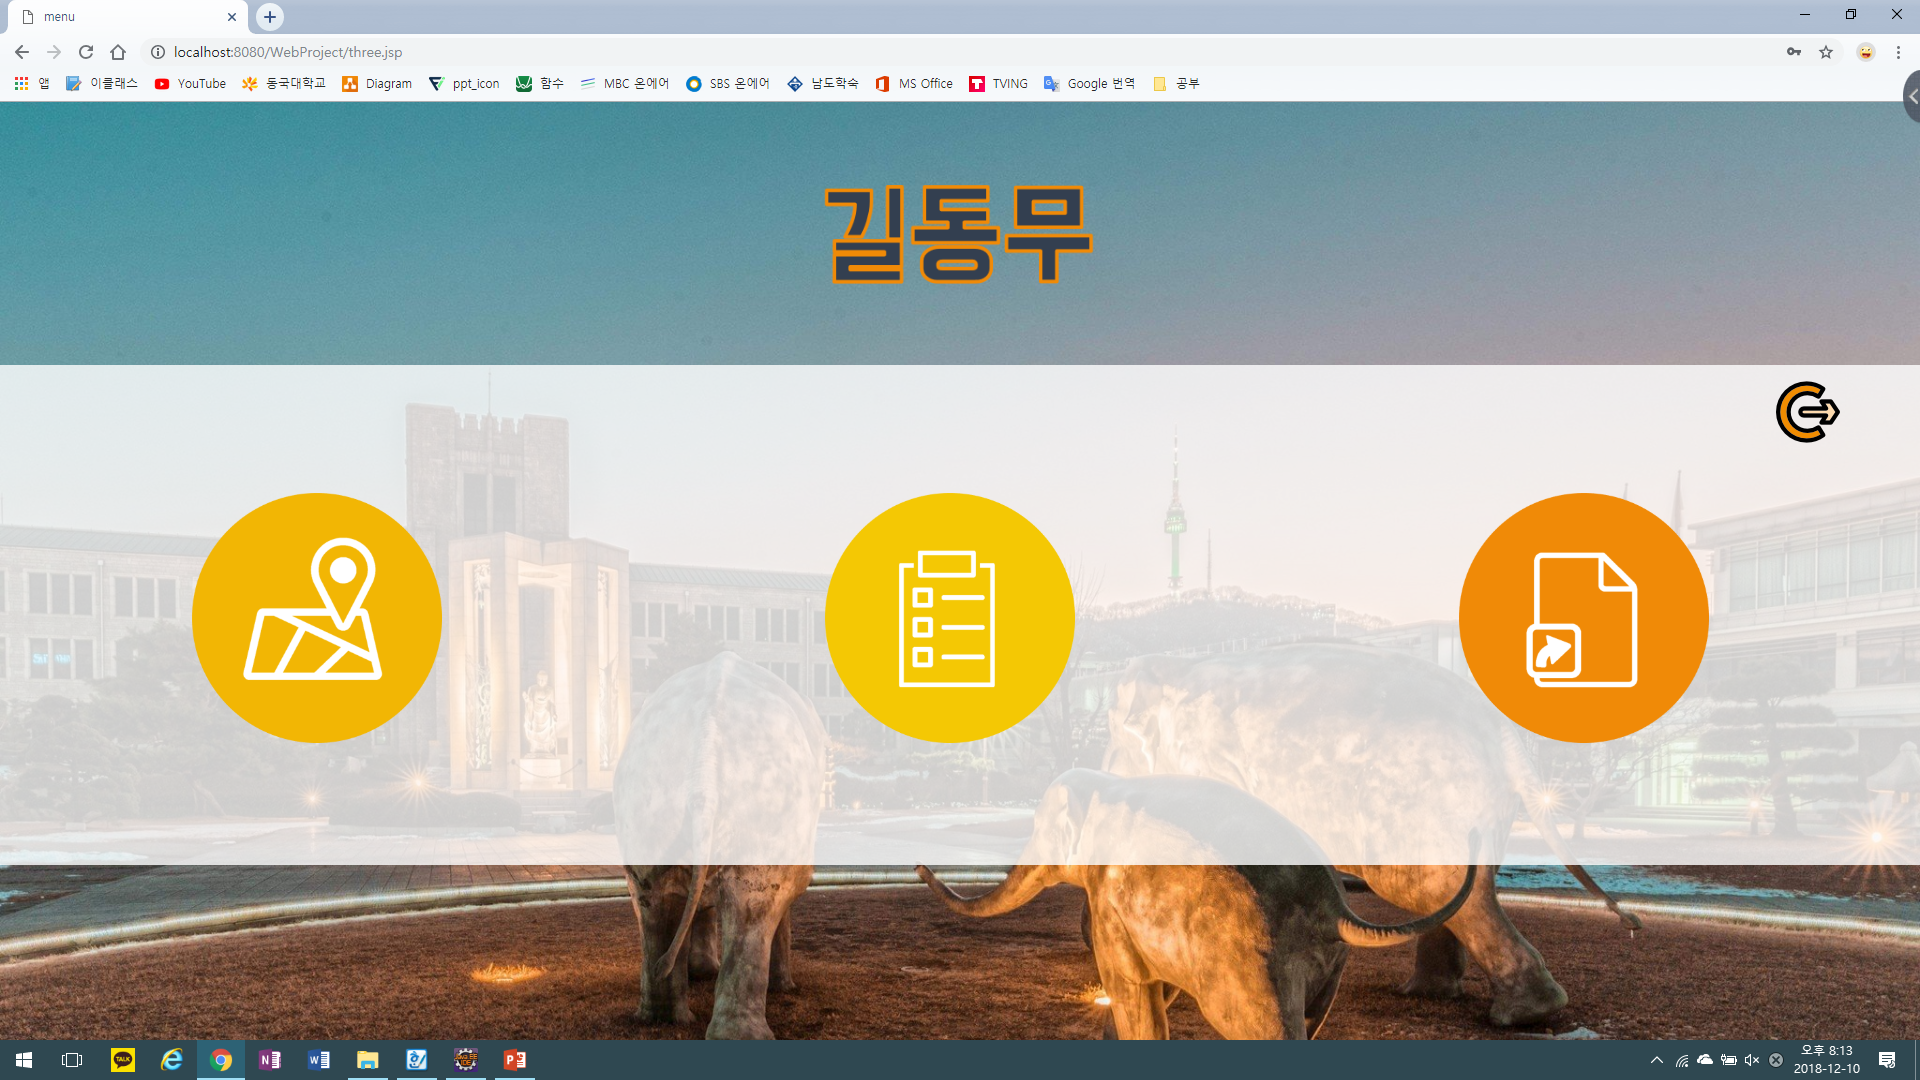 menu
localhost:8080/WebProject/three.jsp
앱 이클래스 YouTube 동국대학교 Diagram ppt_icon 함수 MBC 온에어 SBS 온에어 남도학숙 MS Office TVING Google 번역 공부
길동무
TALK
오후 8:13
2018-12-10